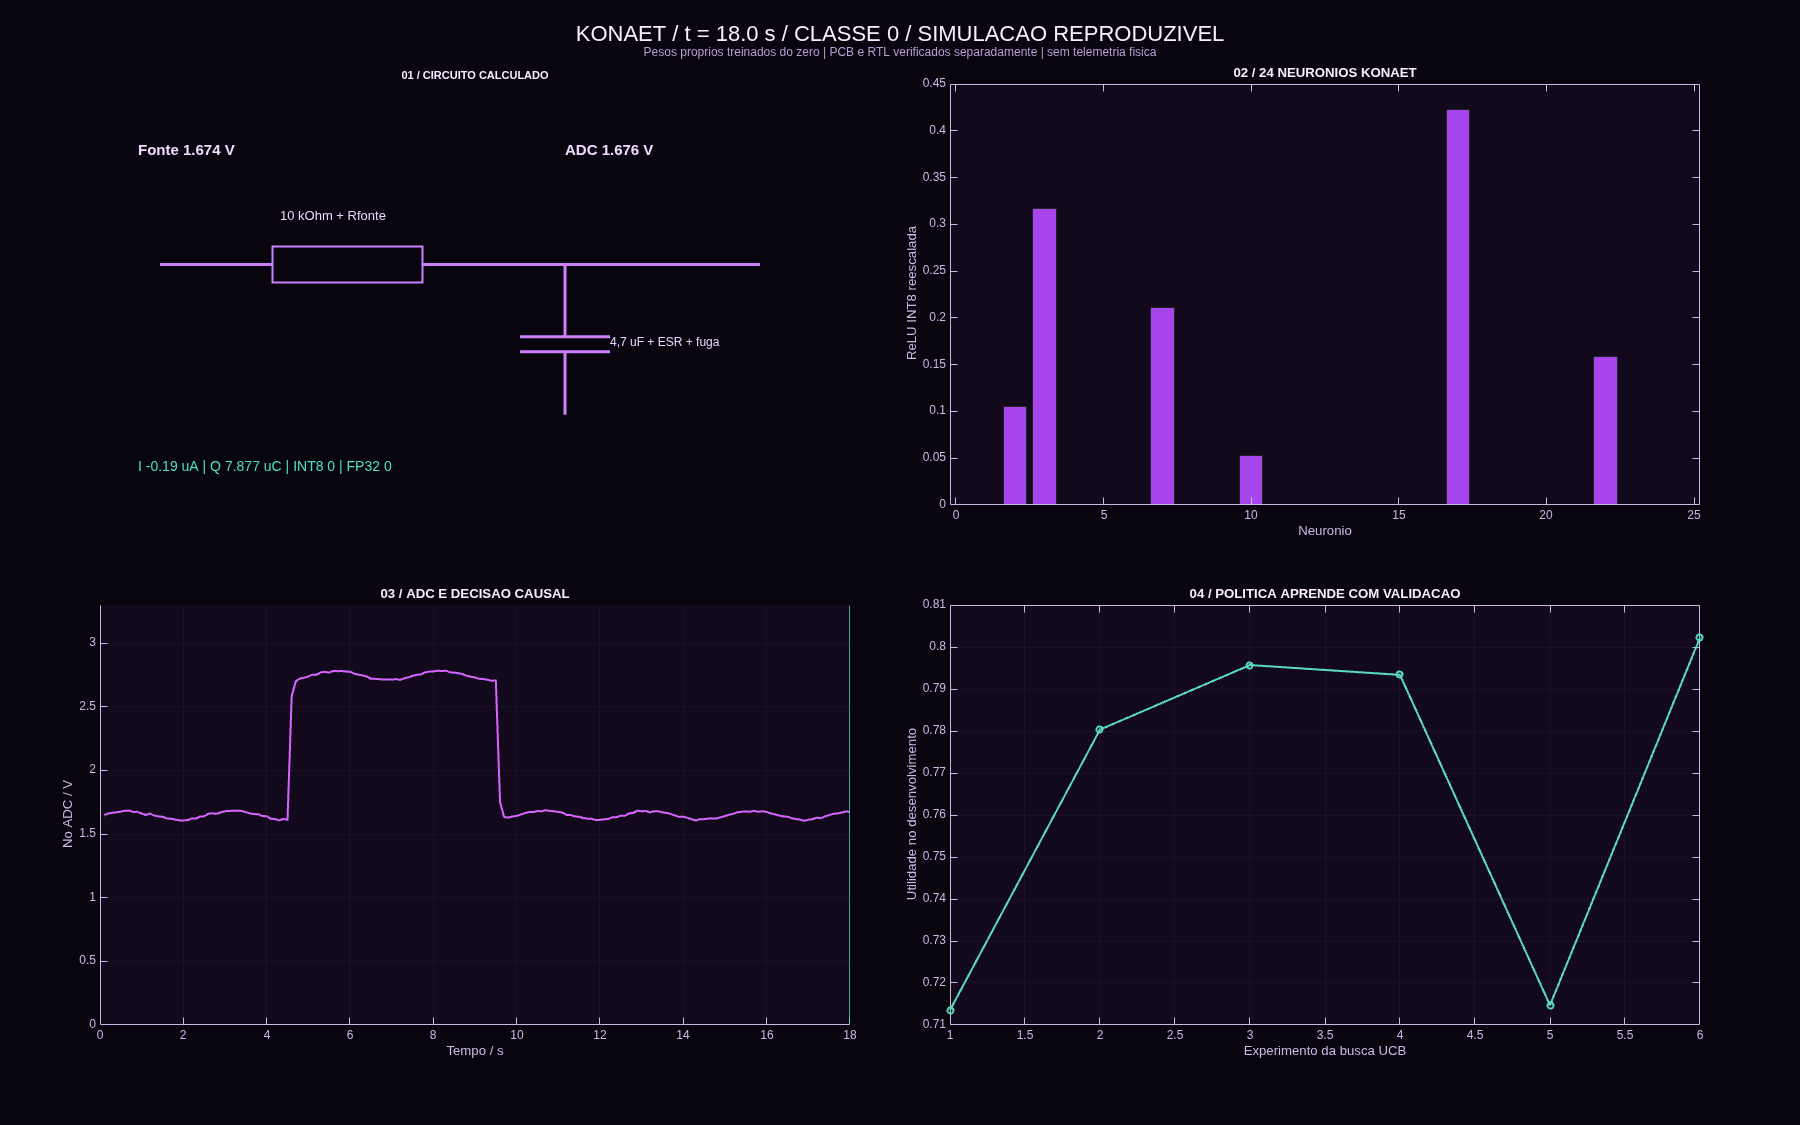 KONAET / t = 18.0 s / CLASSE 0 / SIMULACAO REPRODUZIVEL
Pesos proprios treinados do zero | PCB e RTL verificados separadamente | sem telemetria fisica
01 / CIRCUITO CALCULADO
Fonte 1.674 V
ADC 1.676 V
10 kOhm + Rfonte
4,7 uF + ESR + fuga
I -0.19 uA | Q 7.877 uC | INT8 0 | FP32 0
02 / 24 NEURONIOS KONAET
ReLU INT8 reescalada
0.45
0.4
0.35
0.3
0.25
0.2
0.15
0.1
0.05
0
0 5 10 15 20 25
Neuronio
03 / ADC E DECISAO CAUSAL
No ADC / V
3
2.5
2
1.5
1
0.5
0
0 2 4 6 8 10 12 14 16 18
Tempo / s
04 / POLITICA APRENDE COM VALIDACAO
Utilidade no desenvolvimento
0.81
0.8
0.79
0.78
0.77
0.76
0.75
0.74
0.73
0.72
0.71
1 1.5 2 2.5 3 3.5 4 4.5 5 5.5 6
Experimento da busca UCB